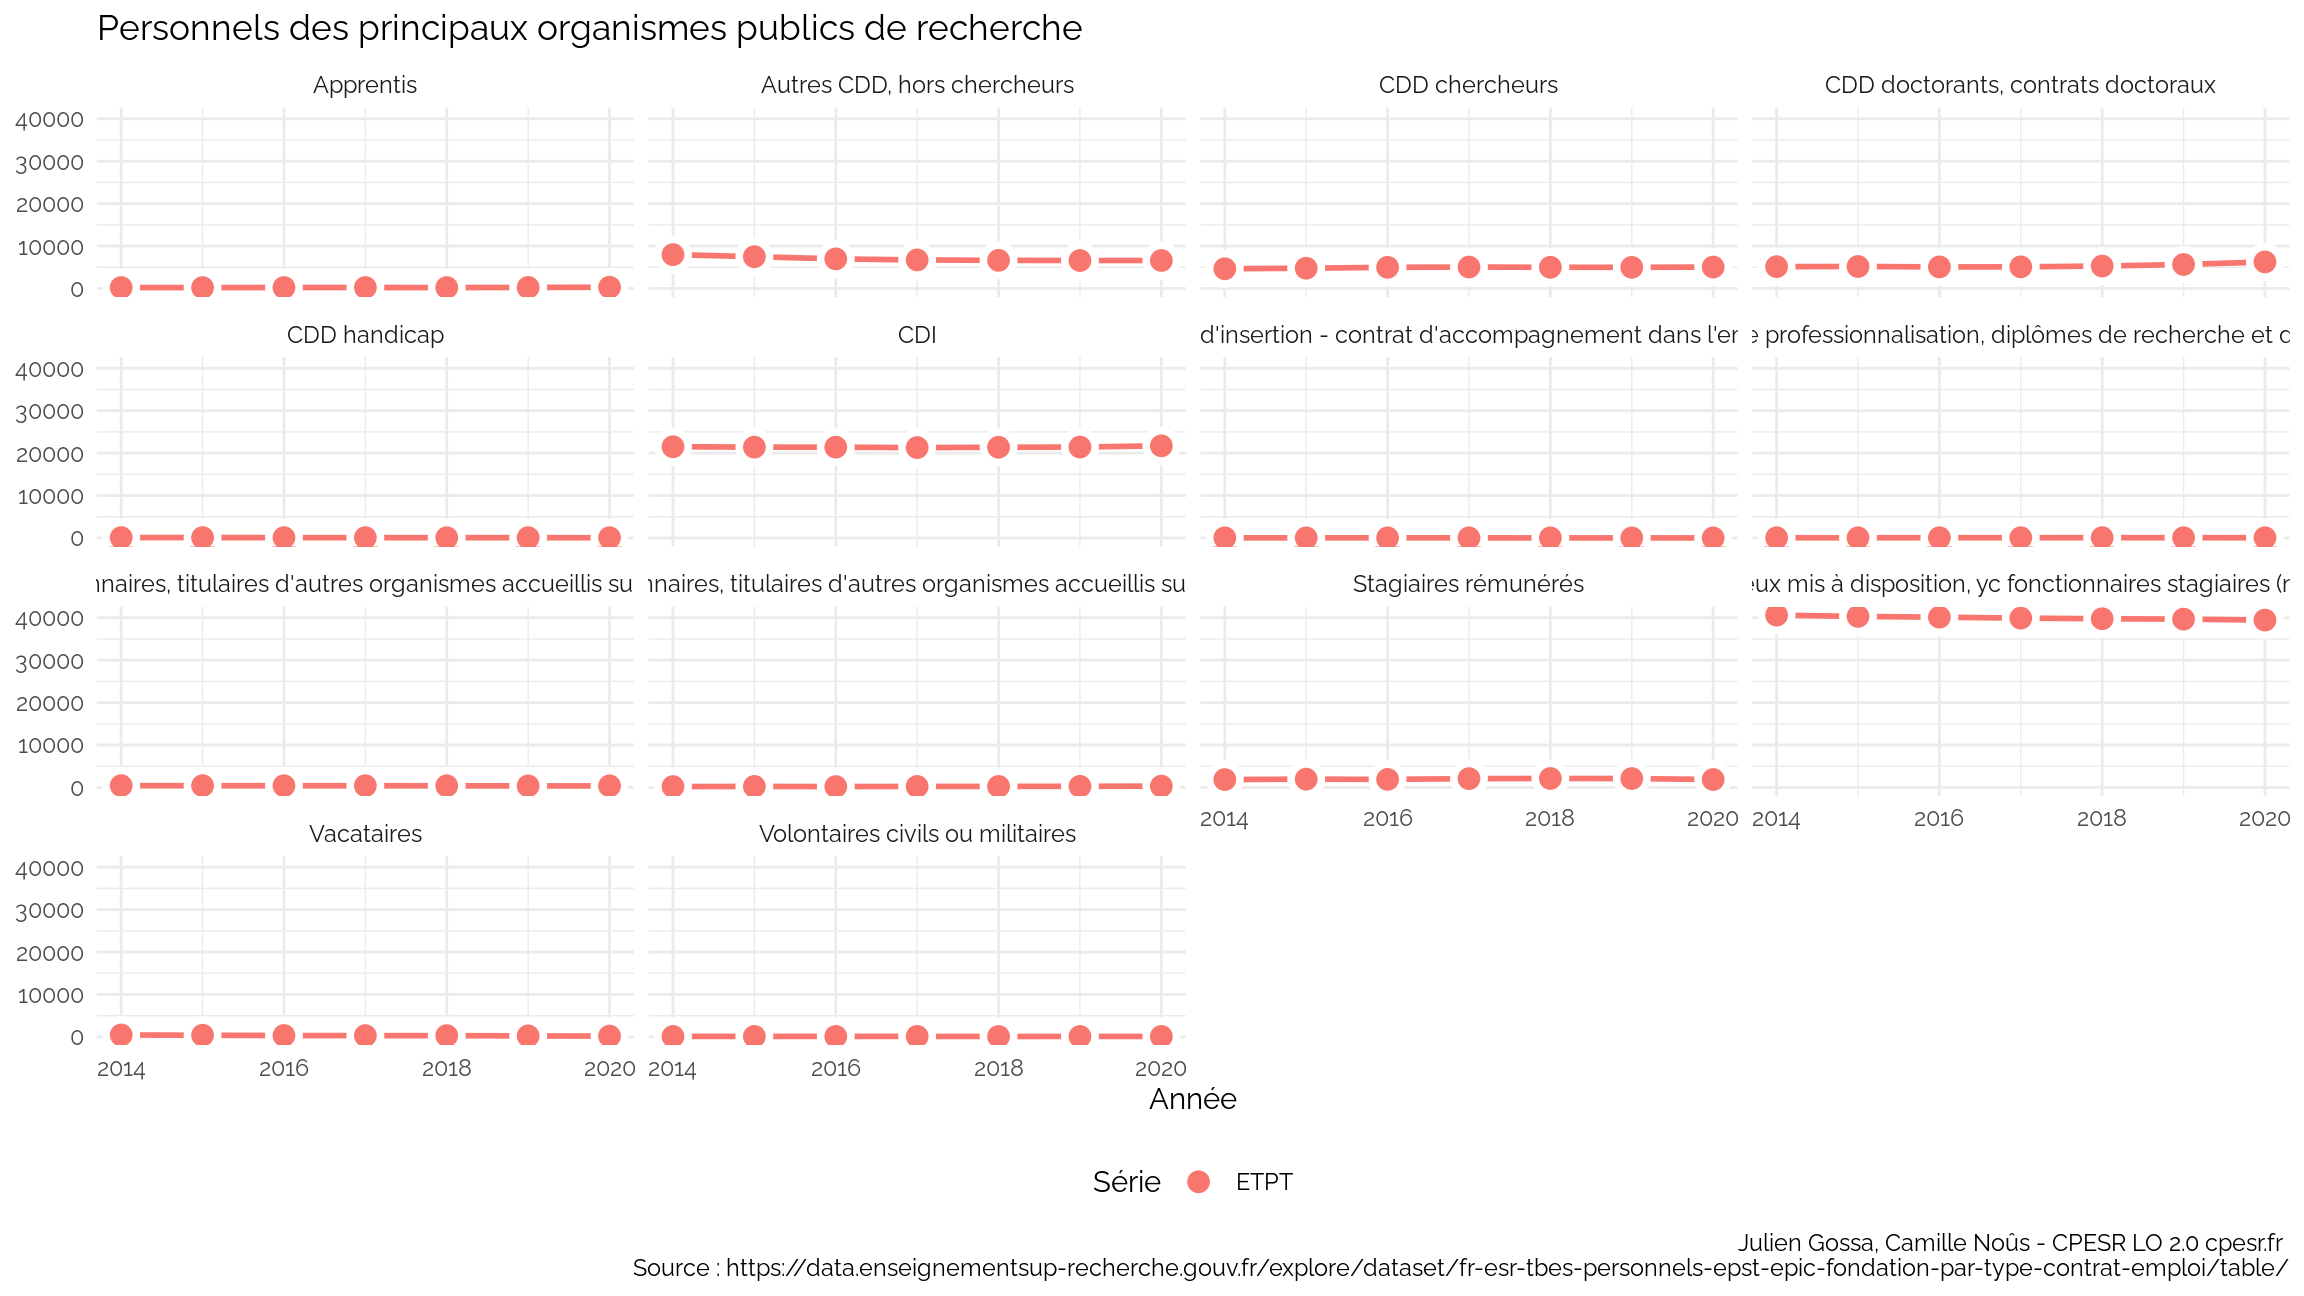 Personnels des principaux organismes publics de recherche
Apprentis
Autres CDD, hors chercheurs
CDD chercheurs
CDD doctorants, contrats doctoraux
40000
30000
20000
10000
0
CDD handicap
CDI
d'insertion - contrat d'accompagnement dans l'er
professionnalisation, diplômes de recherche et d
40000
30000
20000
10000
0
nnaires, titulaires d'autres organismes accueillis su
nnaires, titulaires d'autres organismes accueillis su
Stagiaires rémunérés
eux mis à disposition, yc fonctionnaires stagiaires (r
40000
30000
20000
10000
0
2014 2016 2018 2020
2014 2016 2018 2020
Vacataires
Volontaires civils ou militaires
40000
30000
20000
10000
0
2014 2016 2018 2020
2014 2016 2018 2020
Année
Série ETPT
Julien Gossa, Camille Noûs - CPESR LO 2.0 cpesr.fr
Source : https://data.enseignementsup-recherche.gouv.fr/explore/dataset/fr-esr-tbes-personnels-epst-epic-fondation-par-type-contrat-emploi/table/